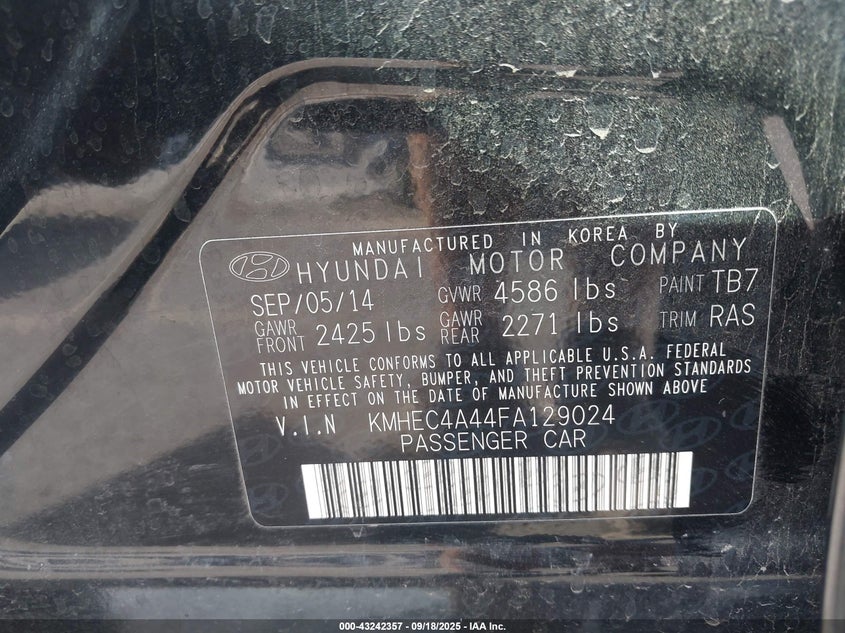 MANUFACTURED IN KOREA BY
HYUNDAI MOTOR COMPANY
SEP/05/14 GVWR 4586 lbs PAINT TB7
GAWR FRONT 2425 lbs GAWR REAR 2271 lbs TRIM RAS
THIS VEHICLE CONFORMS TO ALL APPLICABLE U.S.A. FEDERAL
MOTOR VEHICLE SAFETY, BUMPER, AND THEFT PREVENTION STANDARDS
IN EFFECT ON THE DATE OF MANUFACTURE SHOWN ABOVE
V.I.N KMHEC4A44FA129024
PASSENGER CAR
000-43242357 - 09/18/2025 - IAA Inc.